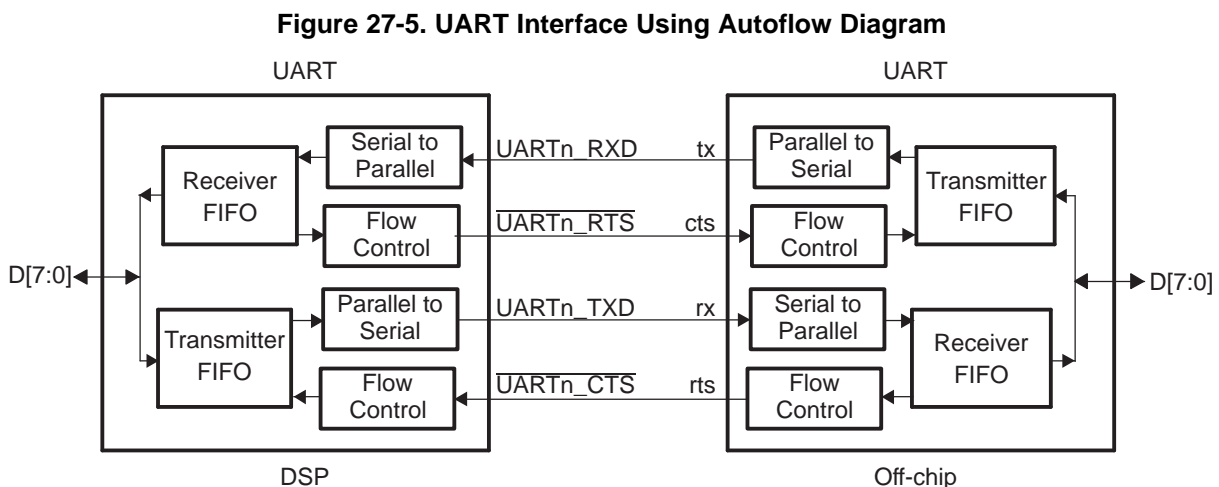 Figure 27-5. UART Interface Using Autoflow Diagram
UART
UART
Serial to
Parallel
UARTn_RXD
tx
Parallel to
Serial
Receiver
FIFO
Transmitter
FIFO
Flow
Control
UARTn_RTS
cts
Flow
Control
D[7:0]
D[7:0]
Parallel to
Serial
UARTn_TXD
rx
Serial to
Parallel
Transmitter
FIFO
Receiver
FIFO
Flow
Control
UARTn_CTS
rts
Flow
Control
DSP
Off-chip